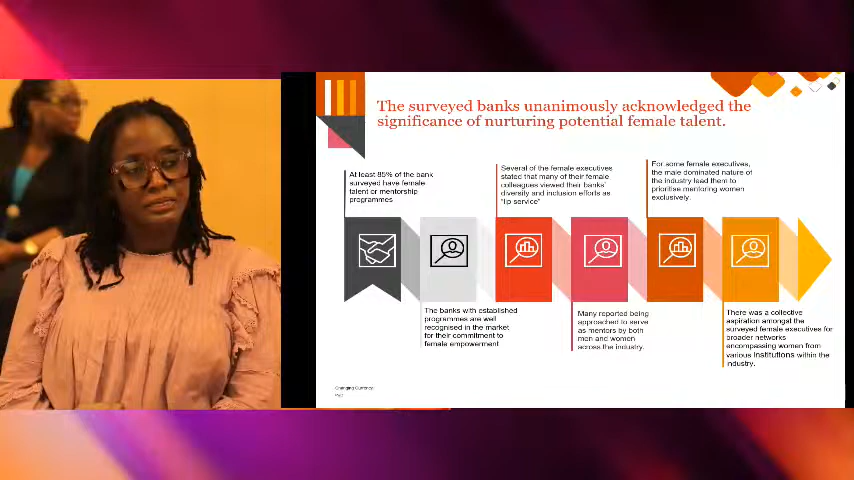 The surveyed banks unanimously acknowledged the
significance of nurturing potential female talent.
At least 85% of the bank
surveyed have female
talent or mentorship
programmes
Several of the female executives
stated that many of their female
colleagues viewed their banks'
diversity and inclusion efforts as
"lip service"
For some female executives,
the male dominated nature of
the industry lead them to
prioritise mentoring women
exclusively.
The banks with established
programmes are well
recognised in the market
for their commitment to
female empowerment
Many reported being
approached to serve
as mentors by both
men and women
across the industry.
There was a collective
aspiration amongst the
surveyed female executives for
broader networks
encompassing women from
various institutions within the
industry.
Changing Currency